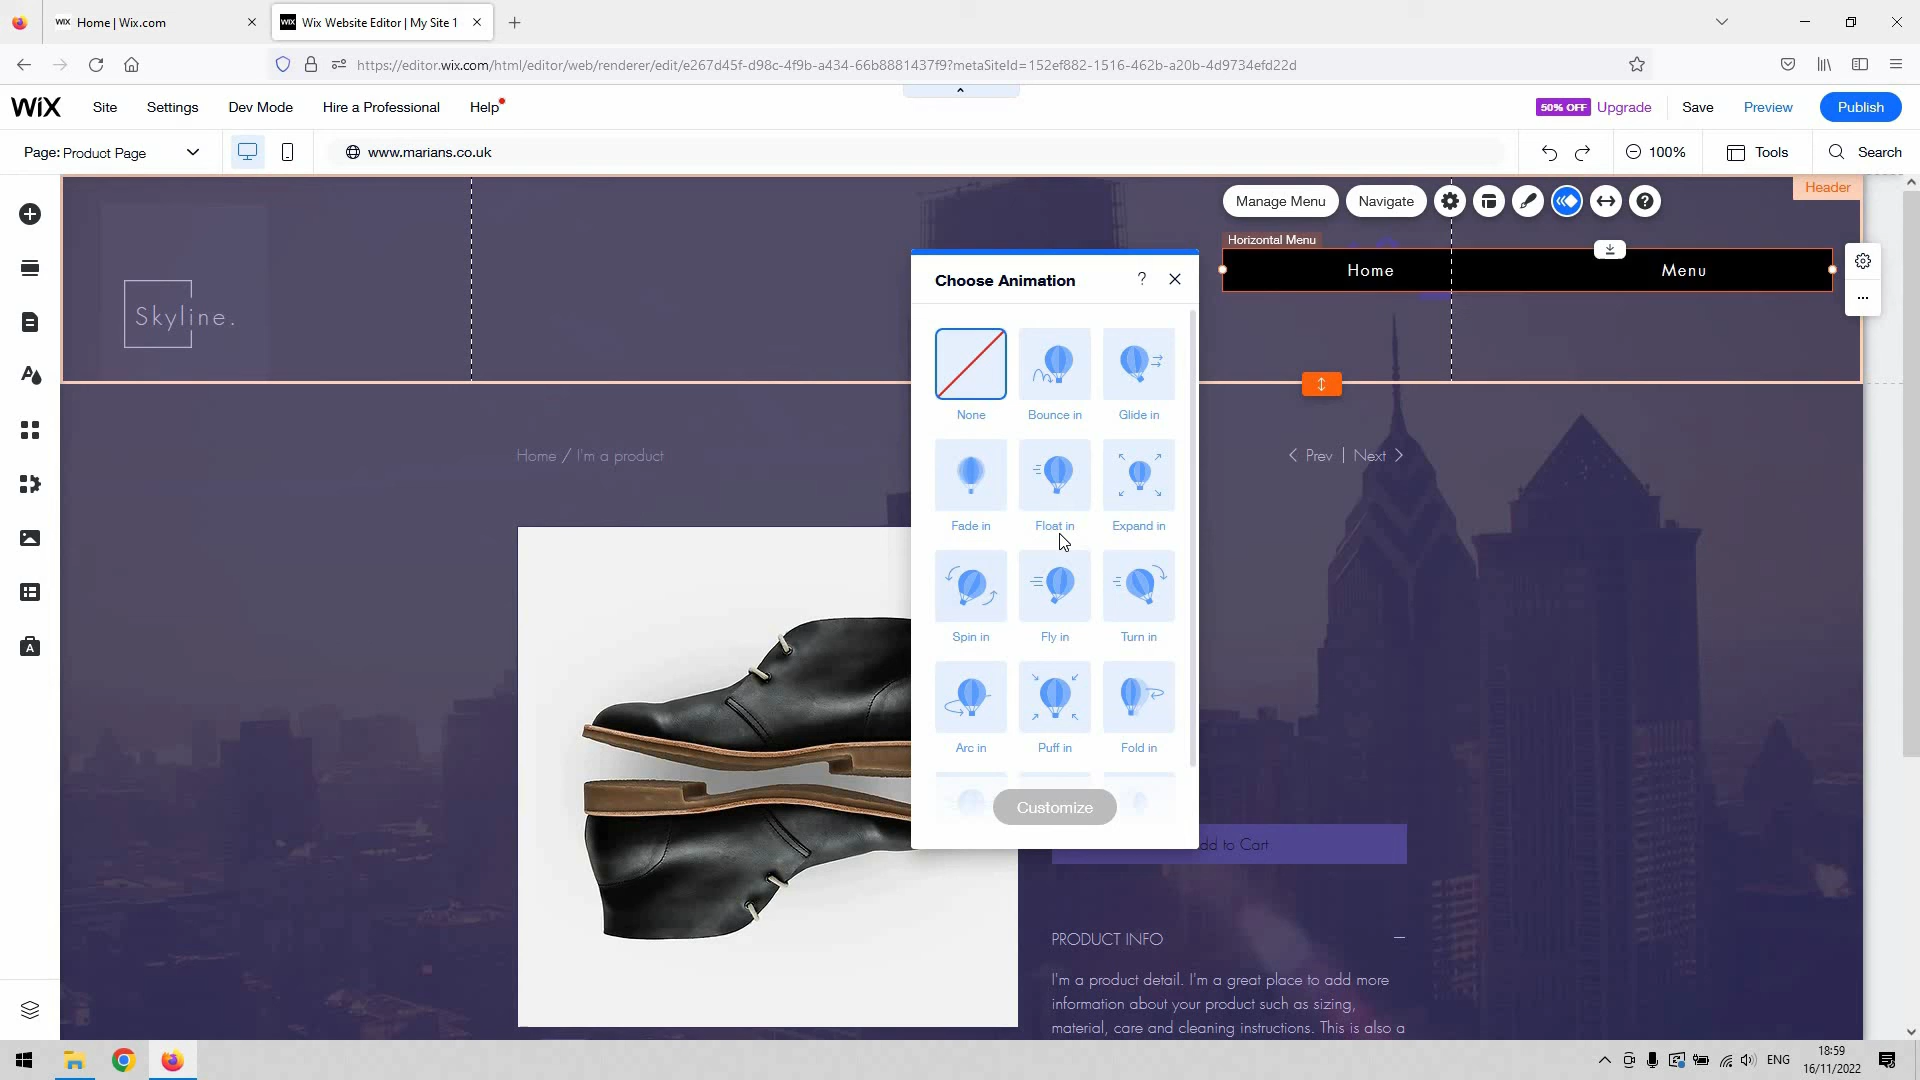 WIX Home | Wix.com
WIX Wix Website Editor | My Site 1
https://editor.wix.com/html/editor/web/renderer/edit/e267d45f-d98c-4f9b-a434-66b8881437f9?metaSiteId=152ef882-1516-462b-a20b-4d9734efd22d
WIX Site Settings Dev Mode Hire a Professional Help 50% OFF Upgrade Save Preview Publish
Page: Product Page www.marians.co.uk 100% Tools Search
Header
Manage Menu Navigate
Horizontal Menu
Home Menu
Skyline.
Choose Animation ?
None Bounce in Glide in
Fade in Float in Expand in
Spin in Fly in Turn in
Arc in Puff in Fold in
Customize
Home / I'm a product
< Prev | Next >
dd to Cart
PRODUCT INFO
I'm a product detail. I'm a great place to add more
information about your product such as sizing,
material, care and cleaning instructions. This is also a
ENG
18:59
16/11/2022